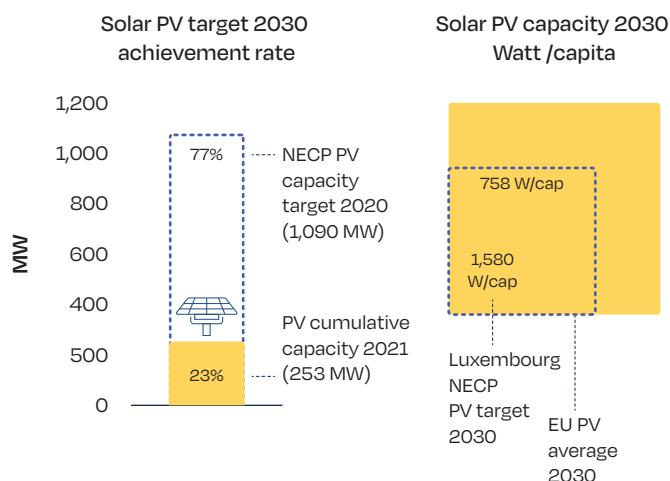 Solar PV target 2030
achievement rate
1,200
1,000
800
600
400
500
0
MW
77%
23%
NECP PV
capacity
target 2020
(1,090 MW)
PV cumulative
capacity 2021
(253 MW)
Solar PV capacity 2030
Watt /capita
758 W/cap
1,580
W/cap
Luxembourg
NECP
PV target
2030
EU PV
average
2030